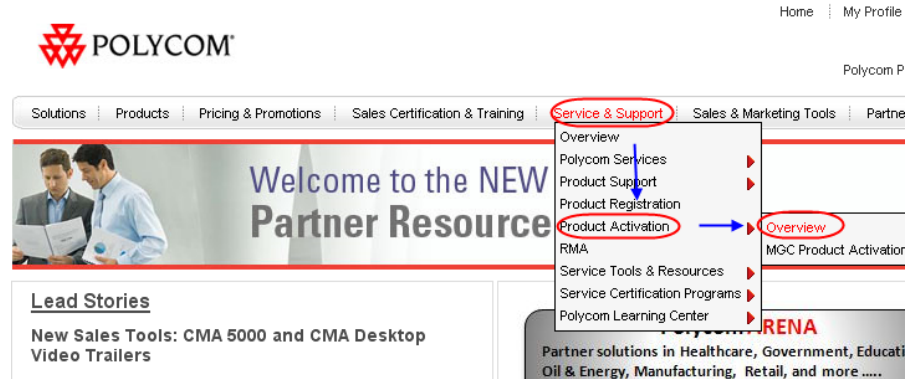 Home My Profile
POLYCOM
Polycom P
Solutions Products Pricing & Promotions Sales Certification & Training Service & Support Sales & Marketing Tools Partne
Overview
Polycom Services
Product Support
Product Registration
Product Activation
RMA
Service Tools & Resources
Service Certification Programs
Polycom Learning Center
Overview
MGC Product Activation
Welcome to the NEW
Partner Resource
Lead Stories
New Sales Tools: CMA 5000 and CMA Desktop
Video Trailers
RENA
Partner solutions in Healthcare, Government, Educati
Oil & Energy, Manufacturing, Retail, and more .....